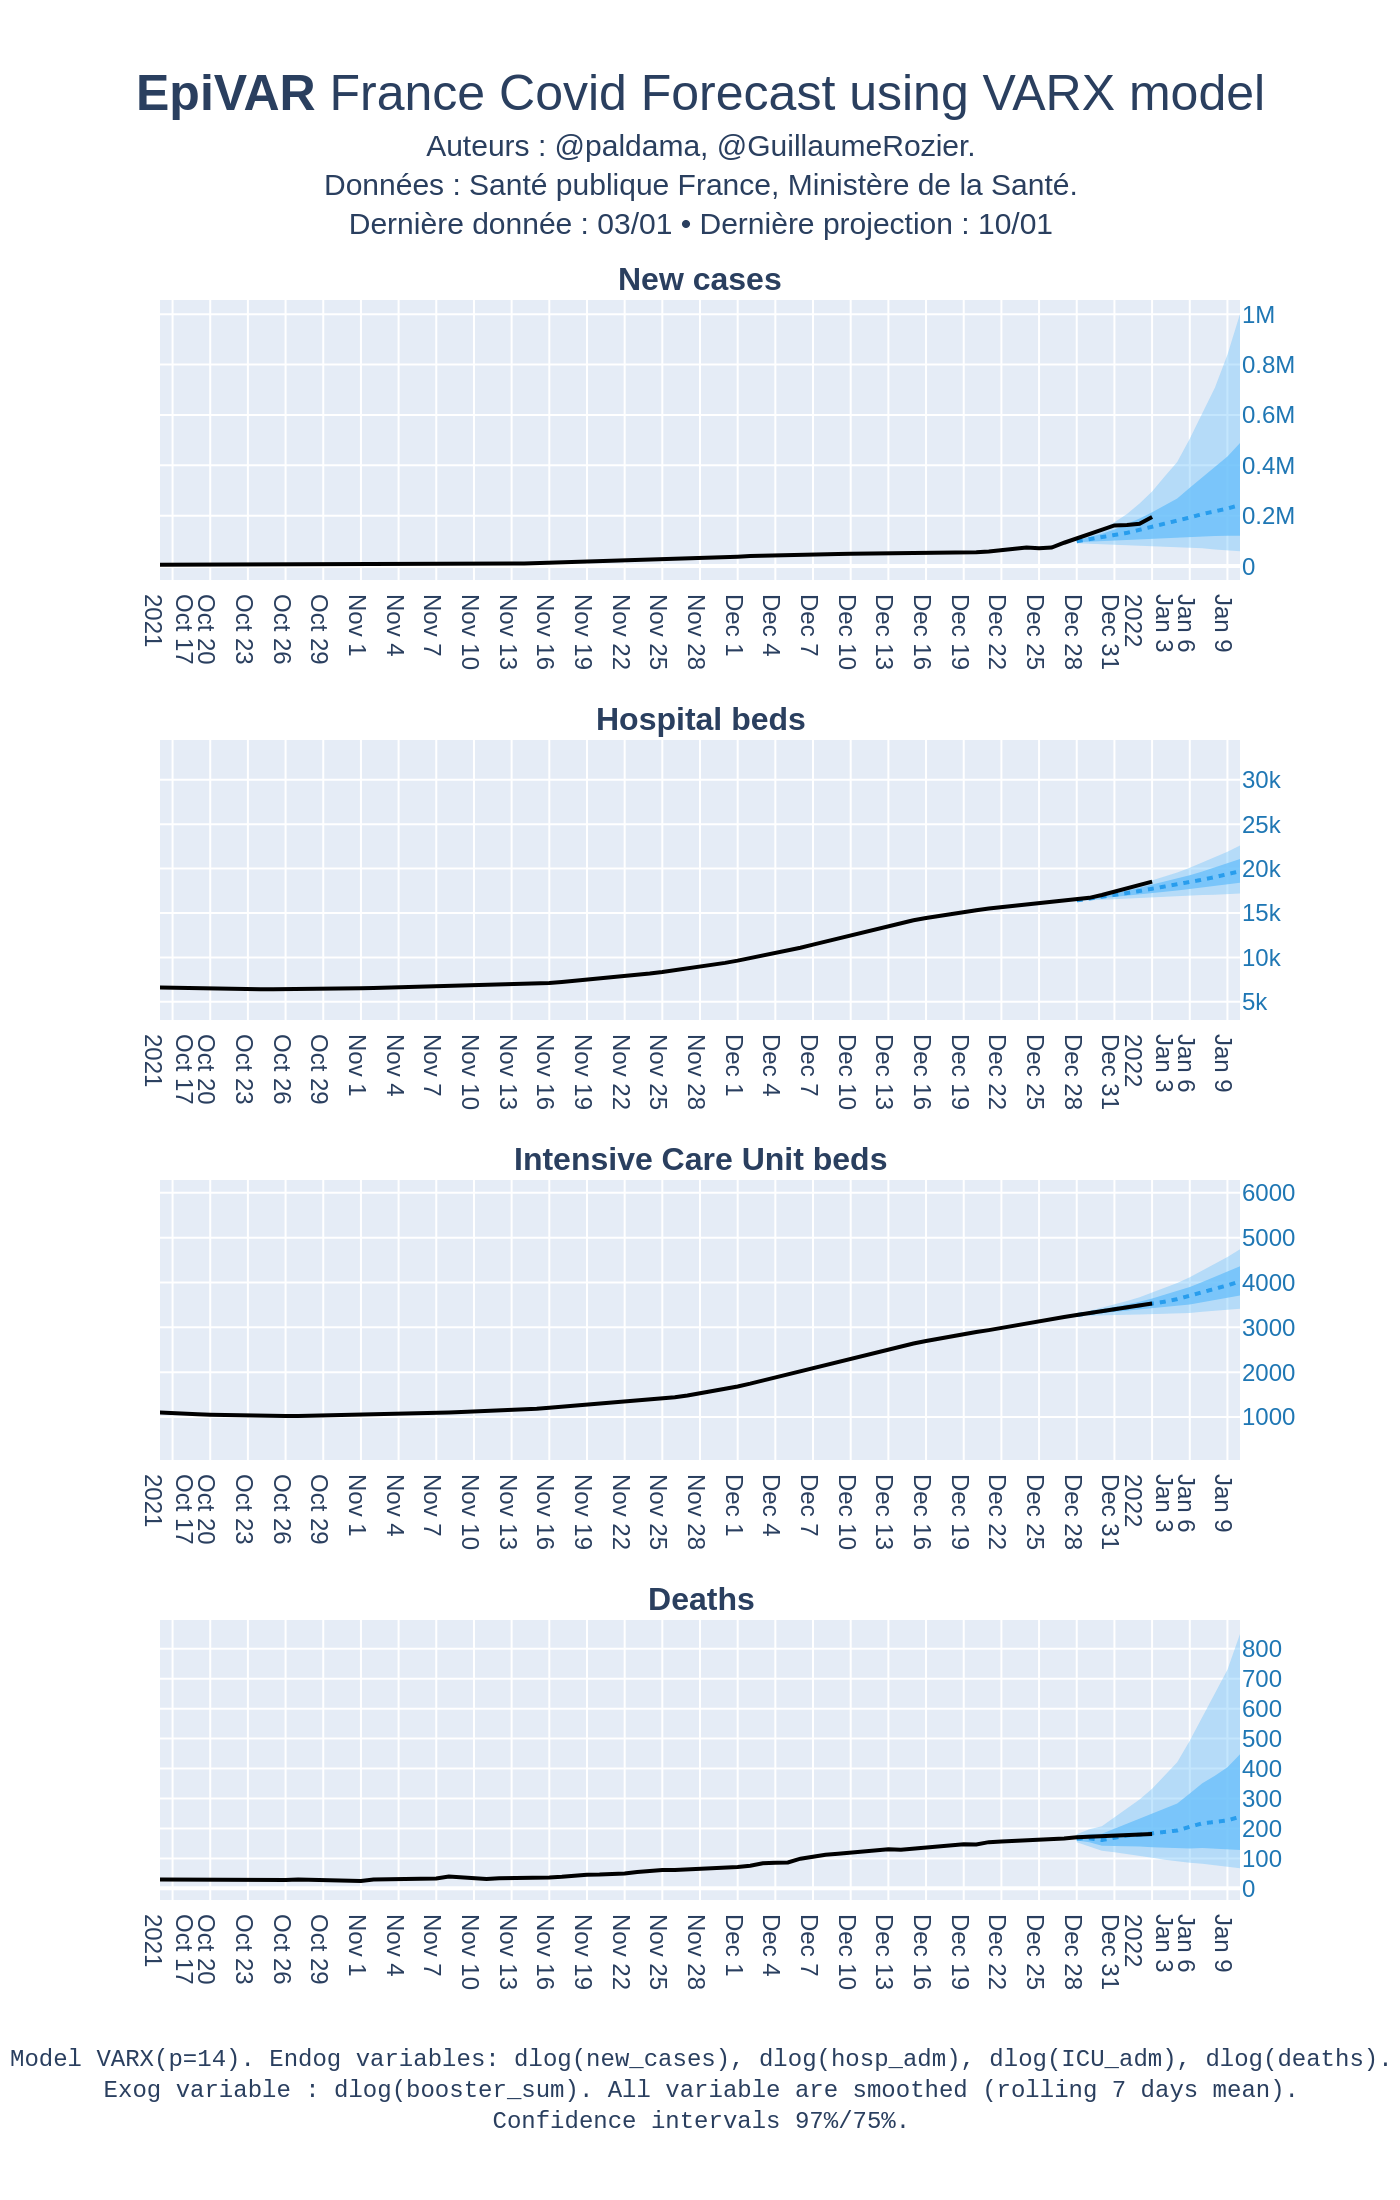 EpiVAR France Covid Forecast using VARX model
Auteurs : @paldama, @GuillaumeRozier.
Données : Santé publique France, Ministère de la Santé.
Dernière donnée : 03/01 • Dernière projection : 10/01
New cases
1M
0.8M
0.6M
0.4M
0.2M
0
2021
Oct 17
Oct 20
Oct 23
Oct 26
Oct 29
Nov 1
Nov 4
Nov 7
Nov 10
Nov 13
Nov 16
Nov 19
Nov 22
Nov 25
Nov 28
Dec 1
Dec 4
Dec 7
Dec 10
Dec 13
Dec 16
Dec 19
Dec 22
Dec 25
Dec 28
Dec 31
2022
Jan 3
Jan 6
Jan 9
Hospital beds
30k
25k
20k
15k
10k
5k
2021
Oct 17
Oct 20
Oct 23
Oct 26
Oct 29
Nov 1
Nov 4
Nov 7
Nov 10
Nov 13
Nov 16
Nov 19
Nov 22
Nov 25
Nov 28
Dec 1
Dec 4
Dec 7
Dec 10
Dec 13
Dec 16
Dec 19
Dec 22
Dec 25
Dec 28
Dec 31
2022
Jan 3
Jan 6
Jan 9
Intensive Care Unit beds
6000
5000
4000
3000
2000
1000
2021
Oct 17
Oct 20
Oct 23
Oct 26
Oct 29
Nov 1
Nov 4
Nov 7
Nov 10
Nov 13
Nov 16
Nov 19
Nov 22
Nov 25
Nov 28
Dec 1
Dec 4
Dec 7
Dec 10
Dec 13
Dec 16
Dec 19
Dec 22
Dec 25
Dec 28
Dec 31
2022
Jan 3
Jan 6
Jan 9
Deaths
800
700
600
500
400
300
200
100
0
2021
Oct 17
Oct 20
Oct 23
Oct 26
Oct 29
Nov 1
Nov 4
Nov 7
Nov 10
Nov 13
Nov 16
Nov 19
Nov 22
Nov 25
Nov 28
Dec 1
Dec 4
Dec 7
Dec 10
Dec 13
Dec 16
Dec 19
Dec 22
Dec 25
Dec 28
Dec 31
2022
Jan 3
Jan 6
Jan 9
Model VARX(p=14). Endog variables: dlog(new_cases), dlog(hosp_adm), dlog(ICU_adm), dlog(deaths).
Exog variable : dlog(booster_sum). All variable are smoothed (rolling 7 days mean).
Confidence intervals 97%/75%.